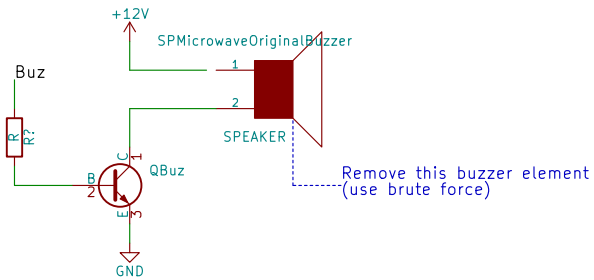 +12V
SPMicrowaveOriginalBuzzer
1
Buz
2
R
R?
SPEAKER
C
1
QBuz
B
2
Remove this buzzer element
(use brute force)
E
3
GND